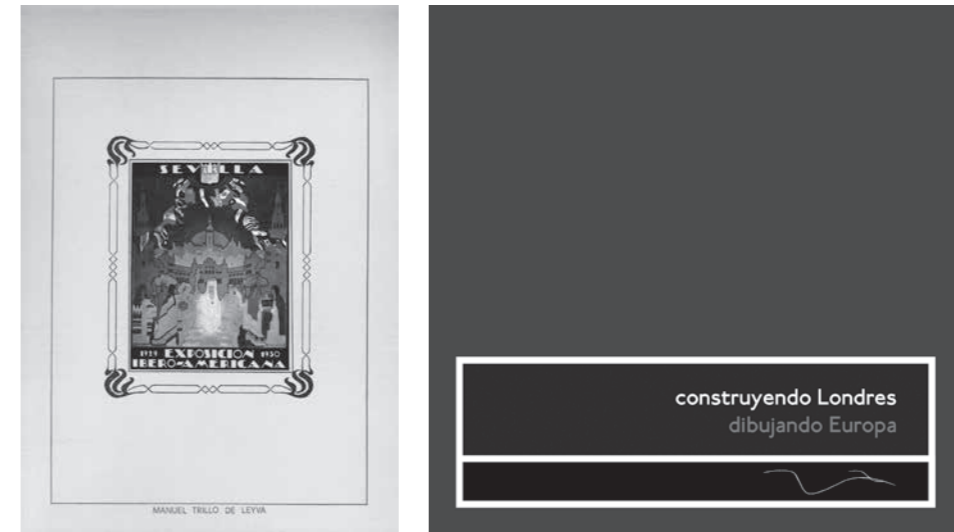 SEVILLA
1929 EXPOSICION 1930
IBERO-AMERICANA
MANUEL TRILLO DE LEYVA
construyendo Londres
dibujando Europa